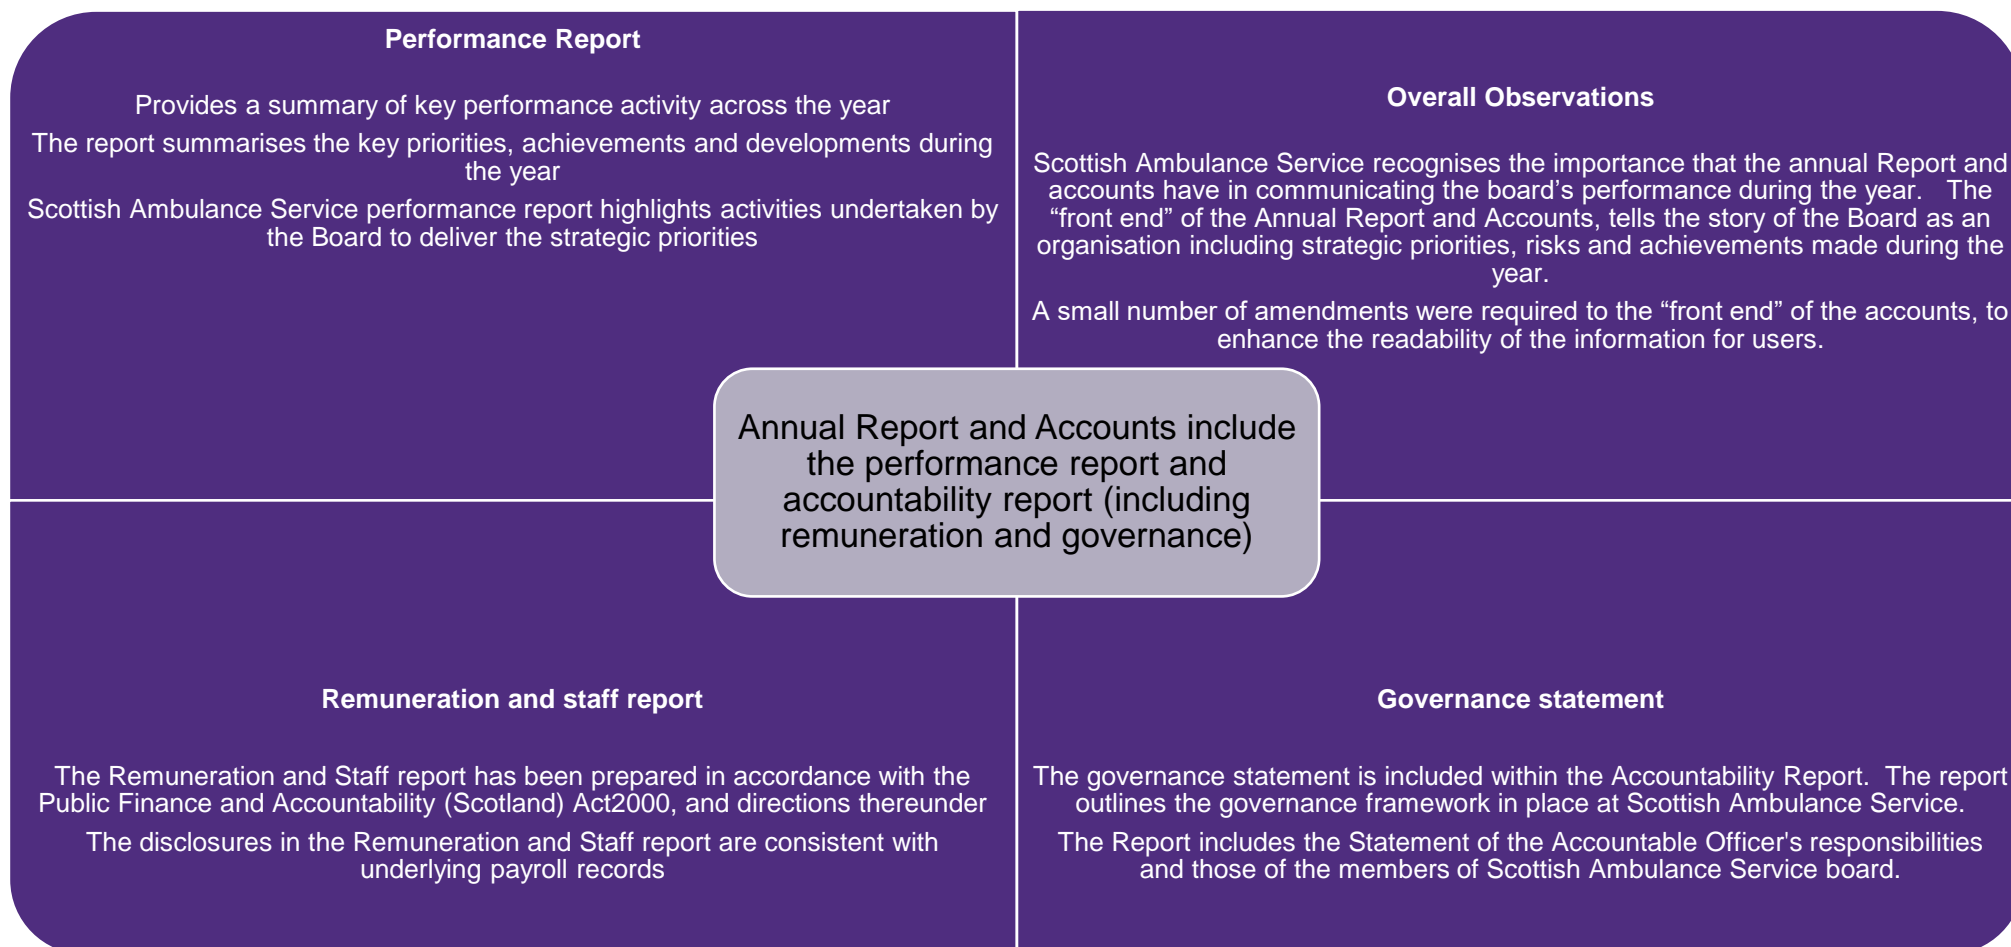 Performance Report
Provides a summary of key performance activity across the year
The report summarises the key priorities, achievements and developments during
the year
Scottish Ambulance Service performance report highlights activities undertaken by
the Board to deliver the strategic priorities
Overall Observations
Scottish Ambulance Service recognises the importance that the annual Report and
accounts have in communicating the board’s performance during the year.   The
“front end” of the Annual Report and Accounts, tells the story of the Board as an
organisation including strategic priorities, risks and achievements made during the
year.
A small number of amendments were required to the “front end” of the accounts, to
enhance the readability of the information for users.
Annual Report and Accounts include
the performance report and
accountability report (including
remuneration and governance)
Remuneration and staff report
The Remuneration and Staff report has been prepared in accordance with the
Public Finance and Accountability (Scotland) Act2000, and directions thereunder
The disclosures in the Remuneration and Staff report are consistent with
underlying payroll records
Governance statement
The governance statement is included within the Accountability Report.  The report
outlines the governance framework in place at Scottish Ambulance Service.
The Report includes the Statement of the Accountable Officer's responsibilities
and those of the members of Scottish Ambulance Service board.